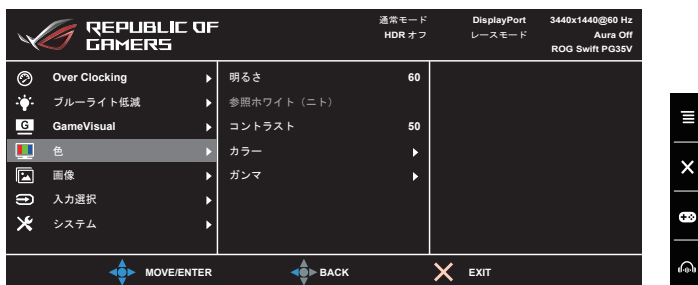 REPUBLIC OF
GAMERS
通常モード
HDR オフ
DisplayPort
レースモード
3440x1440@60 Hz
Aura Off
ROG Swift PG35V
Over Clocking
明るさ 60
ブルーライト低減
参照ホワイト（ニト）
G GameVisual
コントラスト 50
色
カラー
画像
ガンマ
入力選択
システム
MOVE/ENTER
BACK
EXIT